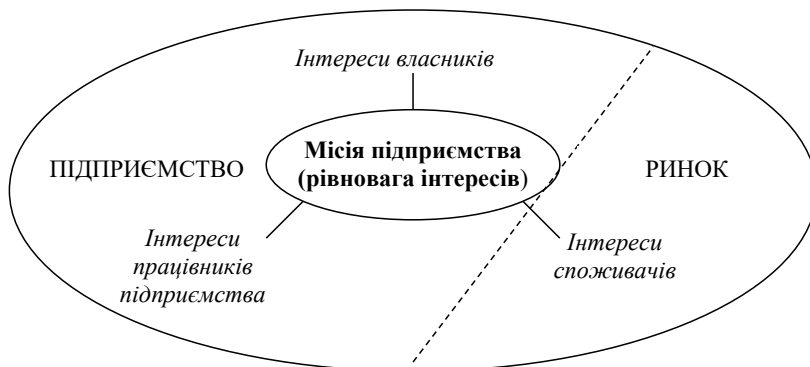 Інтереси власників
Місія підприємства
(рівновага інтересів)
ПІДПРИЄМСТВО
РИНОК
Інтереси
працівників
підприємства
Інтереси
споживачів